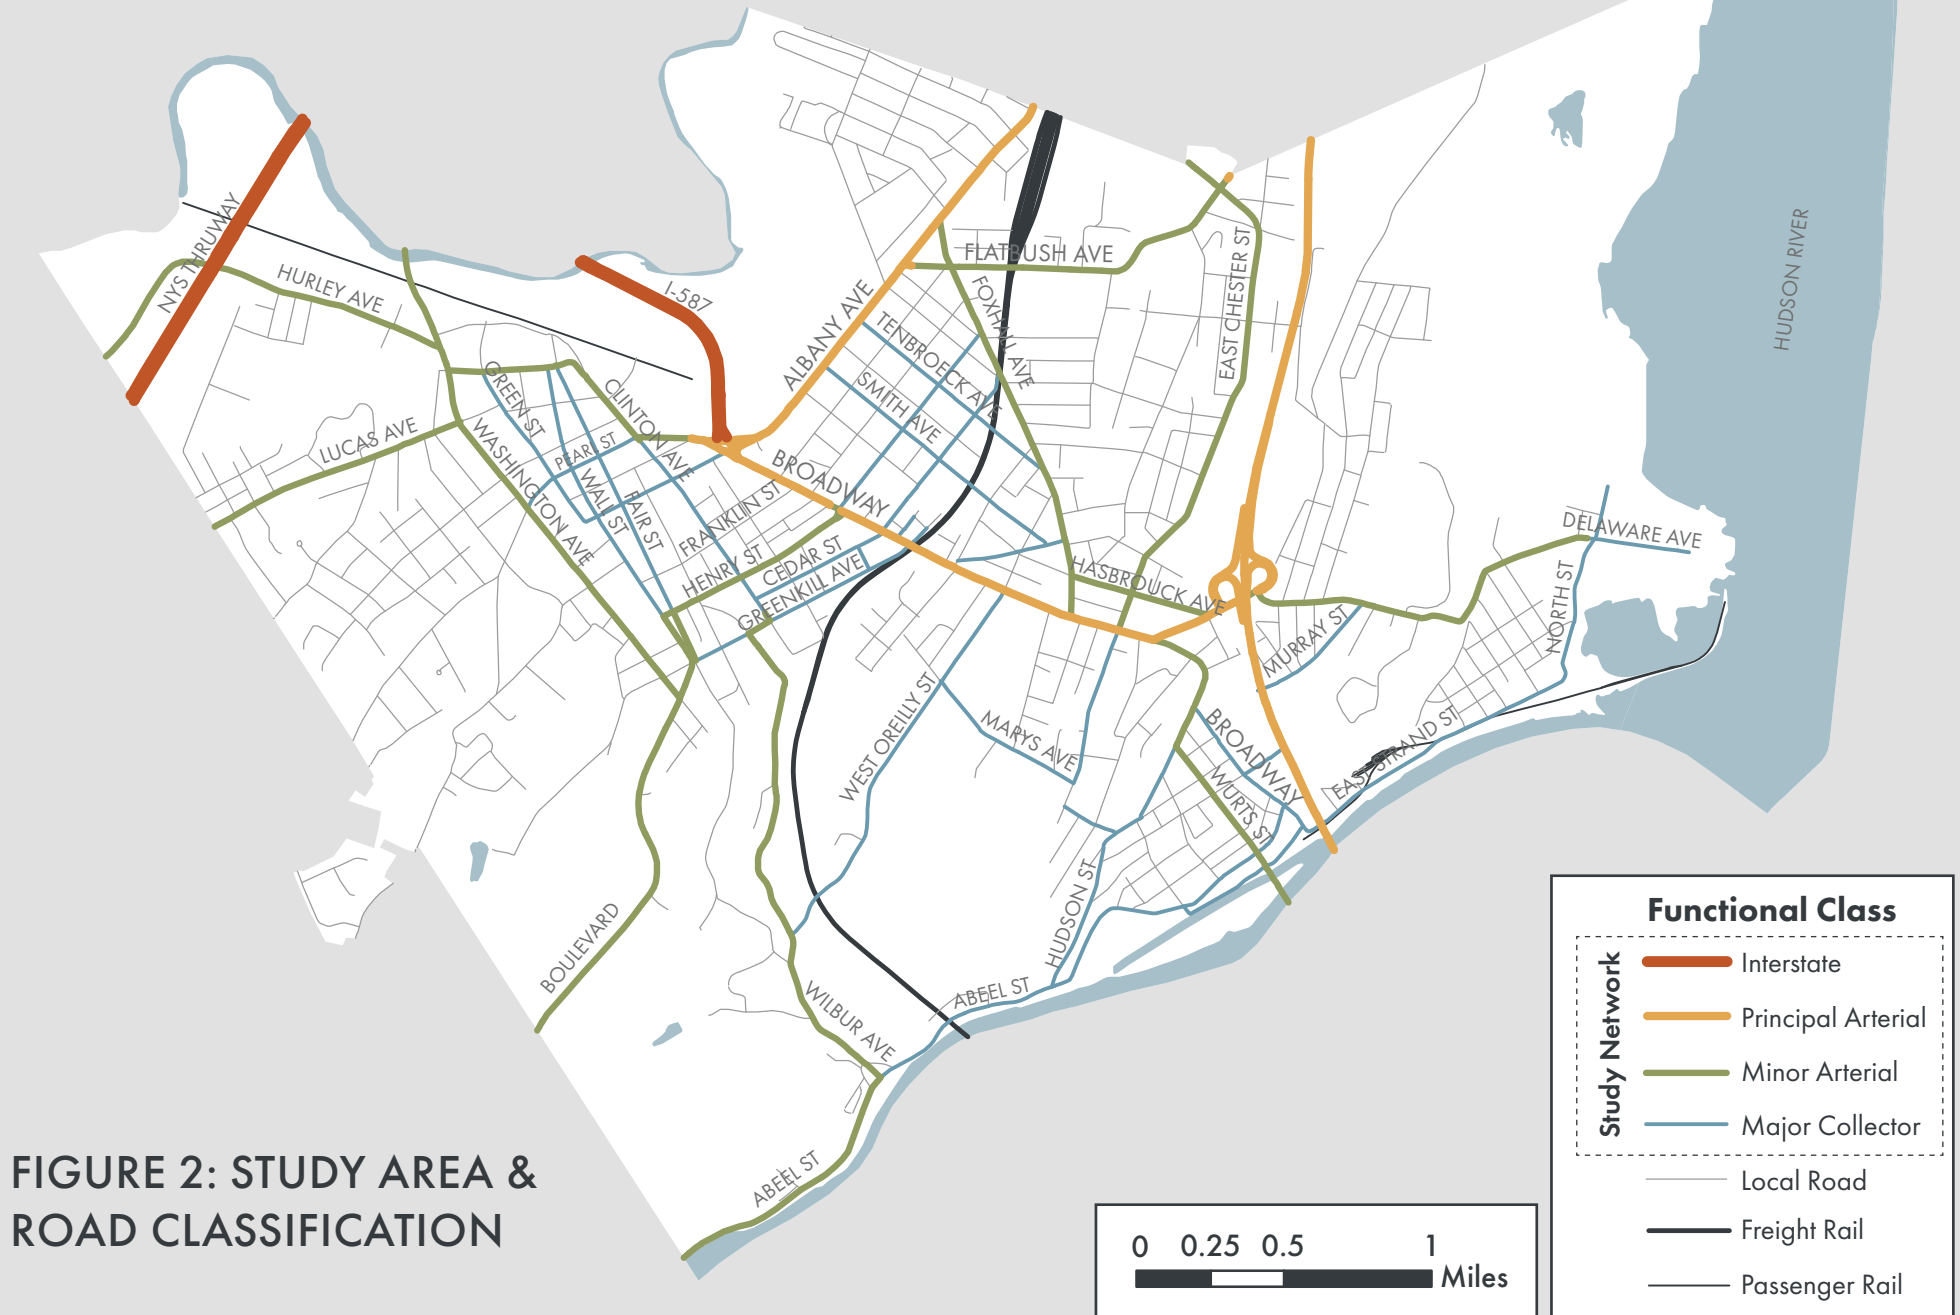 NYS THRUWAY
HURLEY AVE
I-587
FLATBUSH AVE
EAST CHESTER ST
HUDSON RIVER
ALBANY AVE
FOXHALL AVE
TENBROECK AVE
SMITH AVE
GREEN ST
CLINTON AVE
LUCAS AVE
WASHINGTON AVE
PEARL ST
WALL ST
FAIR ST
BROADWAY
FRANKLIN ST
HENRY ST
CEDAR ST
GREENKILL AVE
HASBROUCK AVE
DELAWARE AVE
NORTH ST
MURRAY ST
WEST OREILLY ST
MARYS AVE
BROADWAY
WURTS ST
EAST STRAND ST
HUDSON ST
BOULEVARD
WILBUR AVE
ABEEL ST
ABEEL ST
FIGURE 2: STUDY AREA &
ROAD CLASSIFICATION
0 0.25 0.5 1
Miles
Functional Class
Study Network
Interstate
Principal Arterial
Minor Arterial
Major Collector
Local Road
Freight Rail
Passenger Rail